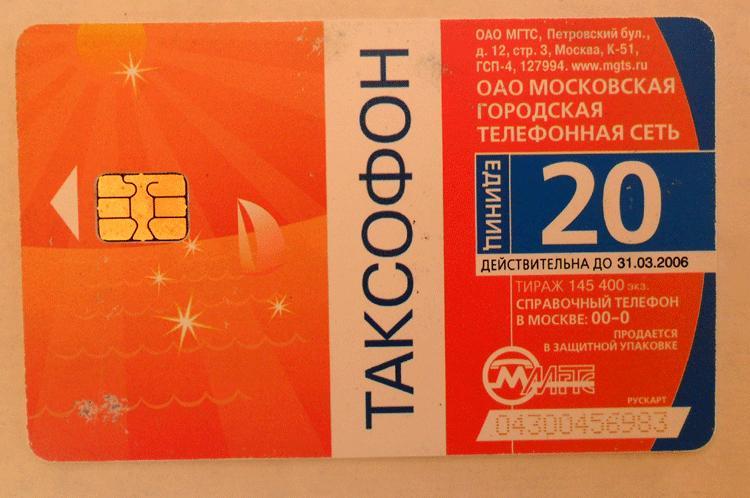 ТАКСОФОН
ОАО МГТС, Петровский бул.,
д. 12, стр. 3, Москва, К-51,
ГСП-4, 127994. www.mgts.ru
ОАО МОСКОВСКАЯ
ГОРОДСКАЯ
ТЕЛЕФОННАЯ СЕТЬ
ЕДИНИЦ
20
ДЕЙСТВИТЕЛЬНА ДО 31.03.2006
ТИРАЖ 145 400 экз.
СПРАВОЧНЫЙ ТЕЛЕФОН
В МОСКВЕ: 00-0
ПРОДАЕТСЯ
В ЗАЩИТНОЙ УПАКОВКЕ
МГТС
РУСКАРТ
04300456983